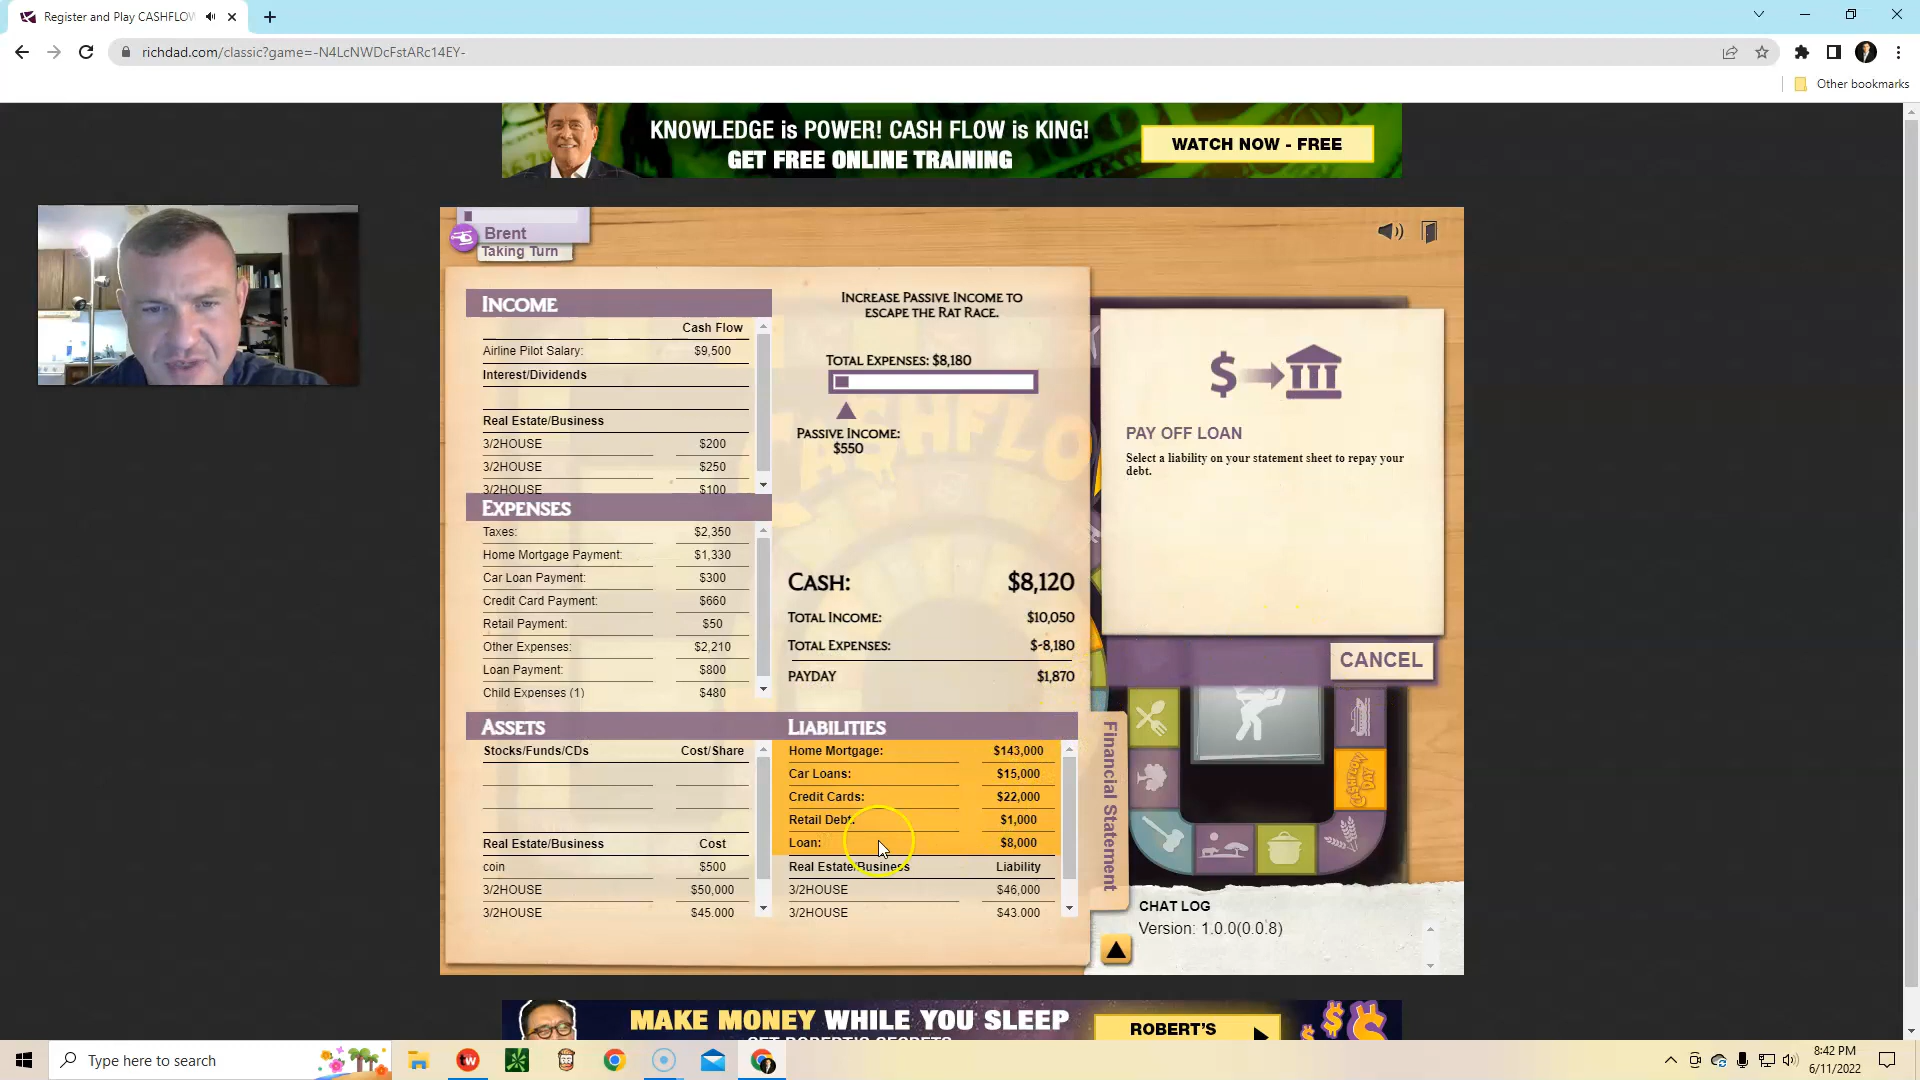 Register and Play CASHFLOW
richdad.com/classic?game=-N4LcNWDcFstARc14EY-
Other bookmarks
KNOWLEDGE is POWER! CASH FLOW is KING!
GET FREE ONLINE TRAINING
WATCH NOW - FREE
Brent
Taking Turn
INCOME
Cash Flow
Airline Pilot Salary: $9,500
Interest/Dividends
Real Estate/Business
3/2HOUSE $200
3/2HOUSE $250
3/2HOUSE $100
EXPENSES
Taxes: $2,350
Home Mortgage Payment: $1,330
Car Loan Payment: $300
Credit Card Payment: $660
Retail Payment: $50
Other Expenses: $2,210
Loan Payment: $800
Child Expenses (1) $480
INCREASE PASSIVE INCOME TO
ESCAPE THE RAT RACE.
TOTAL EXPENSES: $8,180
PASSIVE INCOME:
$550
CASH: $8,120
TOTAL INCOME: $10,050
TOTAL EXPENSES: $-8,180
PAYDAY $1,870
ASSETS
Stocks/Funds/CDs Cost/Share
Real Estate/Business Cost
coin $500
3/2HOUSE $50,000
3/2HOUSE $45,000
LIABILITIES
Home Mortgage: $143,000
Car Loans: $15,000
Credit Cards: $22,000
Retail Debt: $1,000
Loan: $8,000
Real Estate/Business Liability
3/2HOUSE $46,000
3/2HOUSE $43,000
Financial Statement
PAY OFF LOAN
Select a liability on your statement sheet to repay your
debt.
CANCEL
CASHFLOW
DAY
CHAT LOG
Version: 1.0.0(0.0.8)
MAKE MONEY WHILE YOU SLEEP
ROBERT'S
Type here to search
8:42 PM
6/11/2022